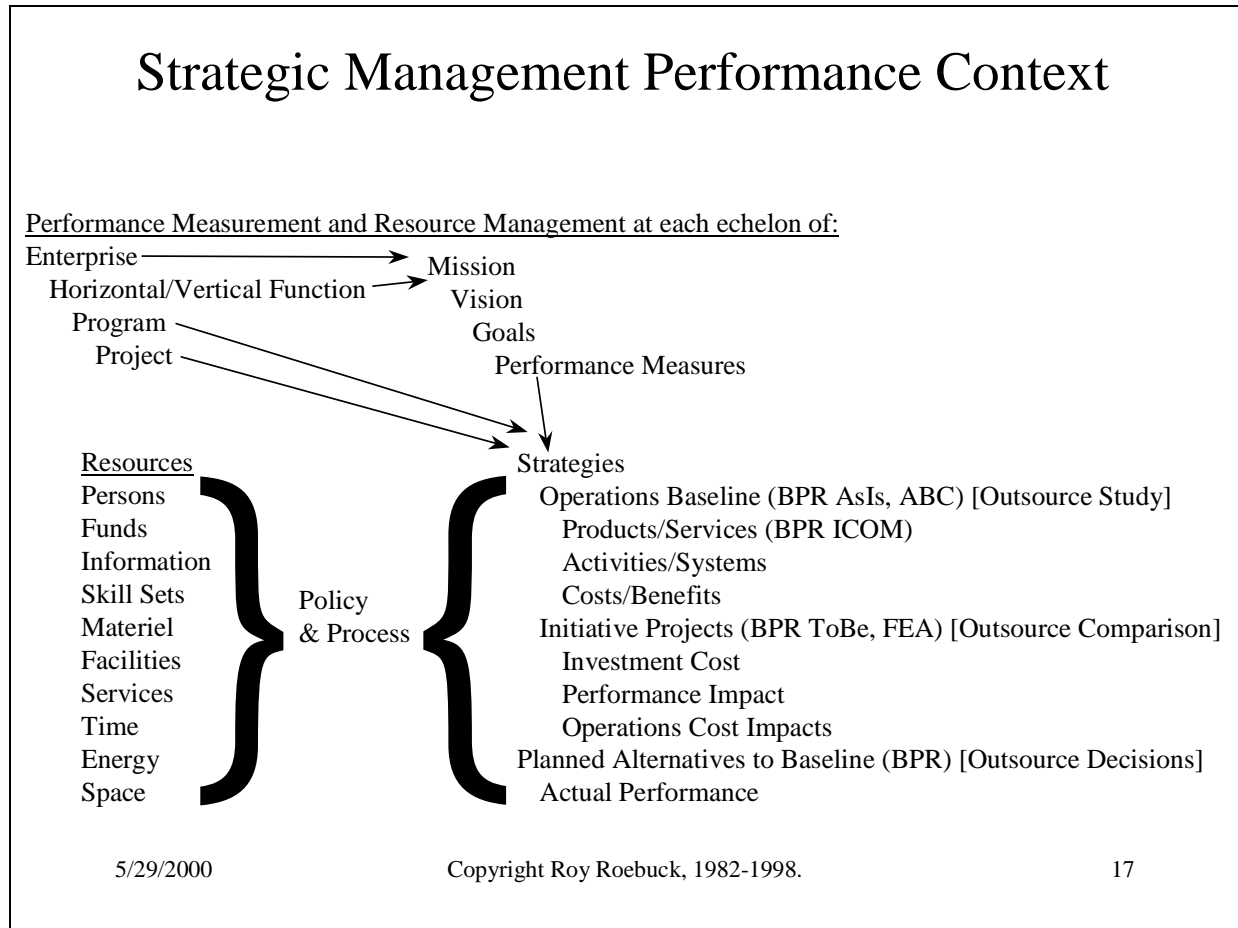 Strategic Management Performance Context
Performance Measurement and Resource Management at each echelon of:
Enterprise
Horizontal/Vertical Function
Program
Project
Mission
Vision
Goals
Performance Measures
Resources
Persons
Funds
Information
Skill Sets
Materiel
Facilities
Services
Time
Energy
Space
Policy
& Process
Strategies
Operations Baseline (BPR AsIs, ABC) [Outsource Study]
Products/Services (BPR ICOM)
Activities/Systems
Costs/Benefits
Initiative Projects (BPR ToBe, FEA) [Outsource Comparison]
Investment Cost
Performance Impact
Operations Cost Impacts
Planned Alternatives to Baseline (BPR) [Outsource Decisions]
Actual Performance
5/29/2000
Copyright Roy Roebuck, 1982-1998.
17